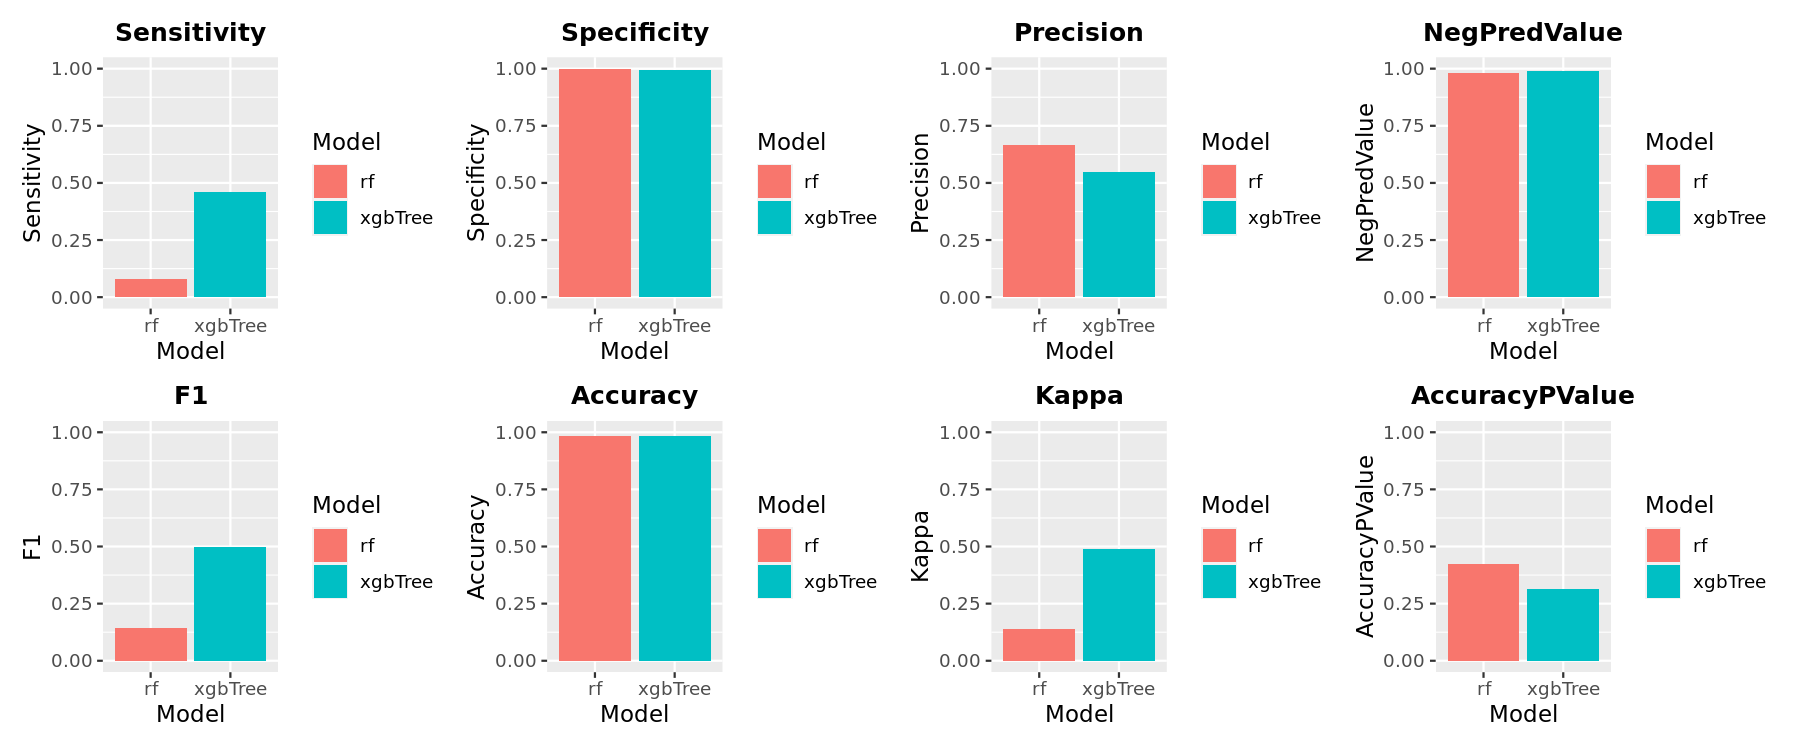 Sensitivity
Sensitivity
1.00
0.75
0.50
0.25
0.00
rf xgbTree
Model
Model
rf
xgbTree
Specificity
Specificity
1.00
0.75
0.50
0.25
0.00
rf xgbTree
Model
Model
rf
xgbTree
Precision
Precision
1.00
0.75
0.50
0.25
0.00
rf xgbTree
Model
Model
rf
xgbTree
NegPredValue
NegPredValue
1.00
0.75
0.50
0.25
0.00
rf xgbTree
Model
Model
rf
xgbTree
F1
F1
1.00
0.75
0.50
0.25
0.00
rf xgbTree
Model
Model
rf
xgbTree
Accuracy
Accuracy
1.00
0.75
0.50
0.25
0.00
rf xgbTree
Model
Model
rf
xgbTree
Kappa
Kappa
1.00
0.75
0.50
0.25
0.00
rf xgbTree
Model
Model
rf
xgbTree
AccuracyPValue
AccuracyPValue
1.00
0.75
0.50
0.25
0.00
rf xgbTree
Model
Model
rf
xgbTree